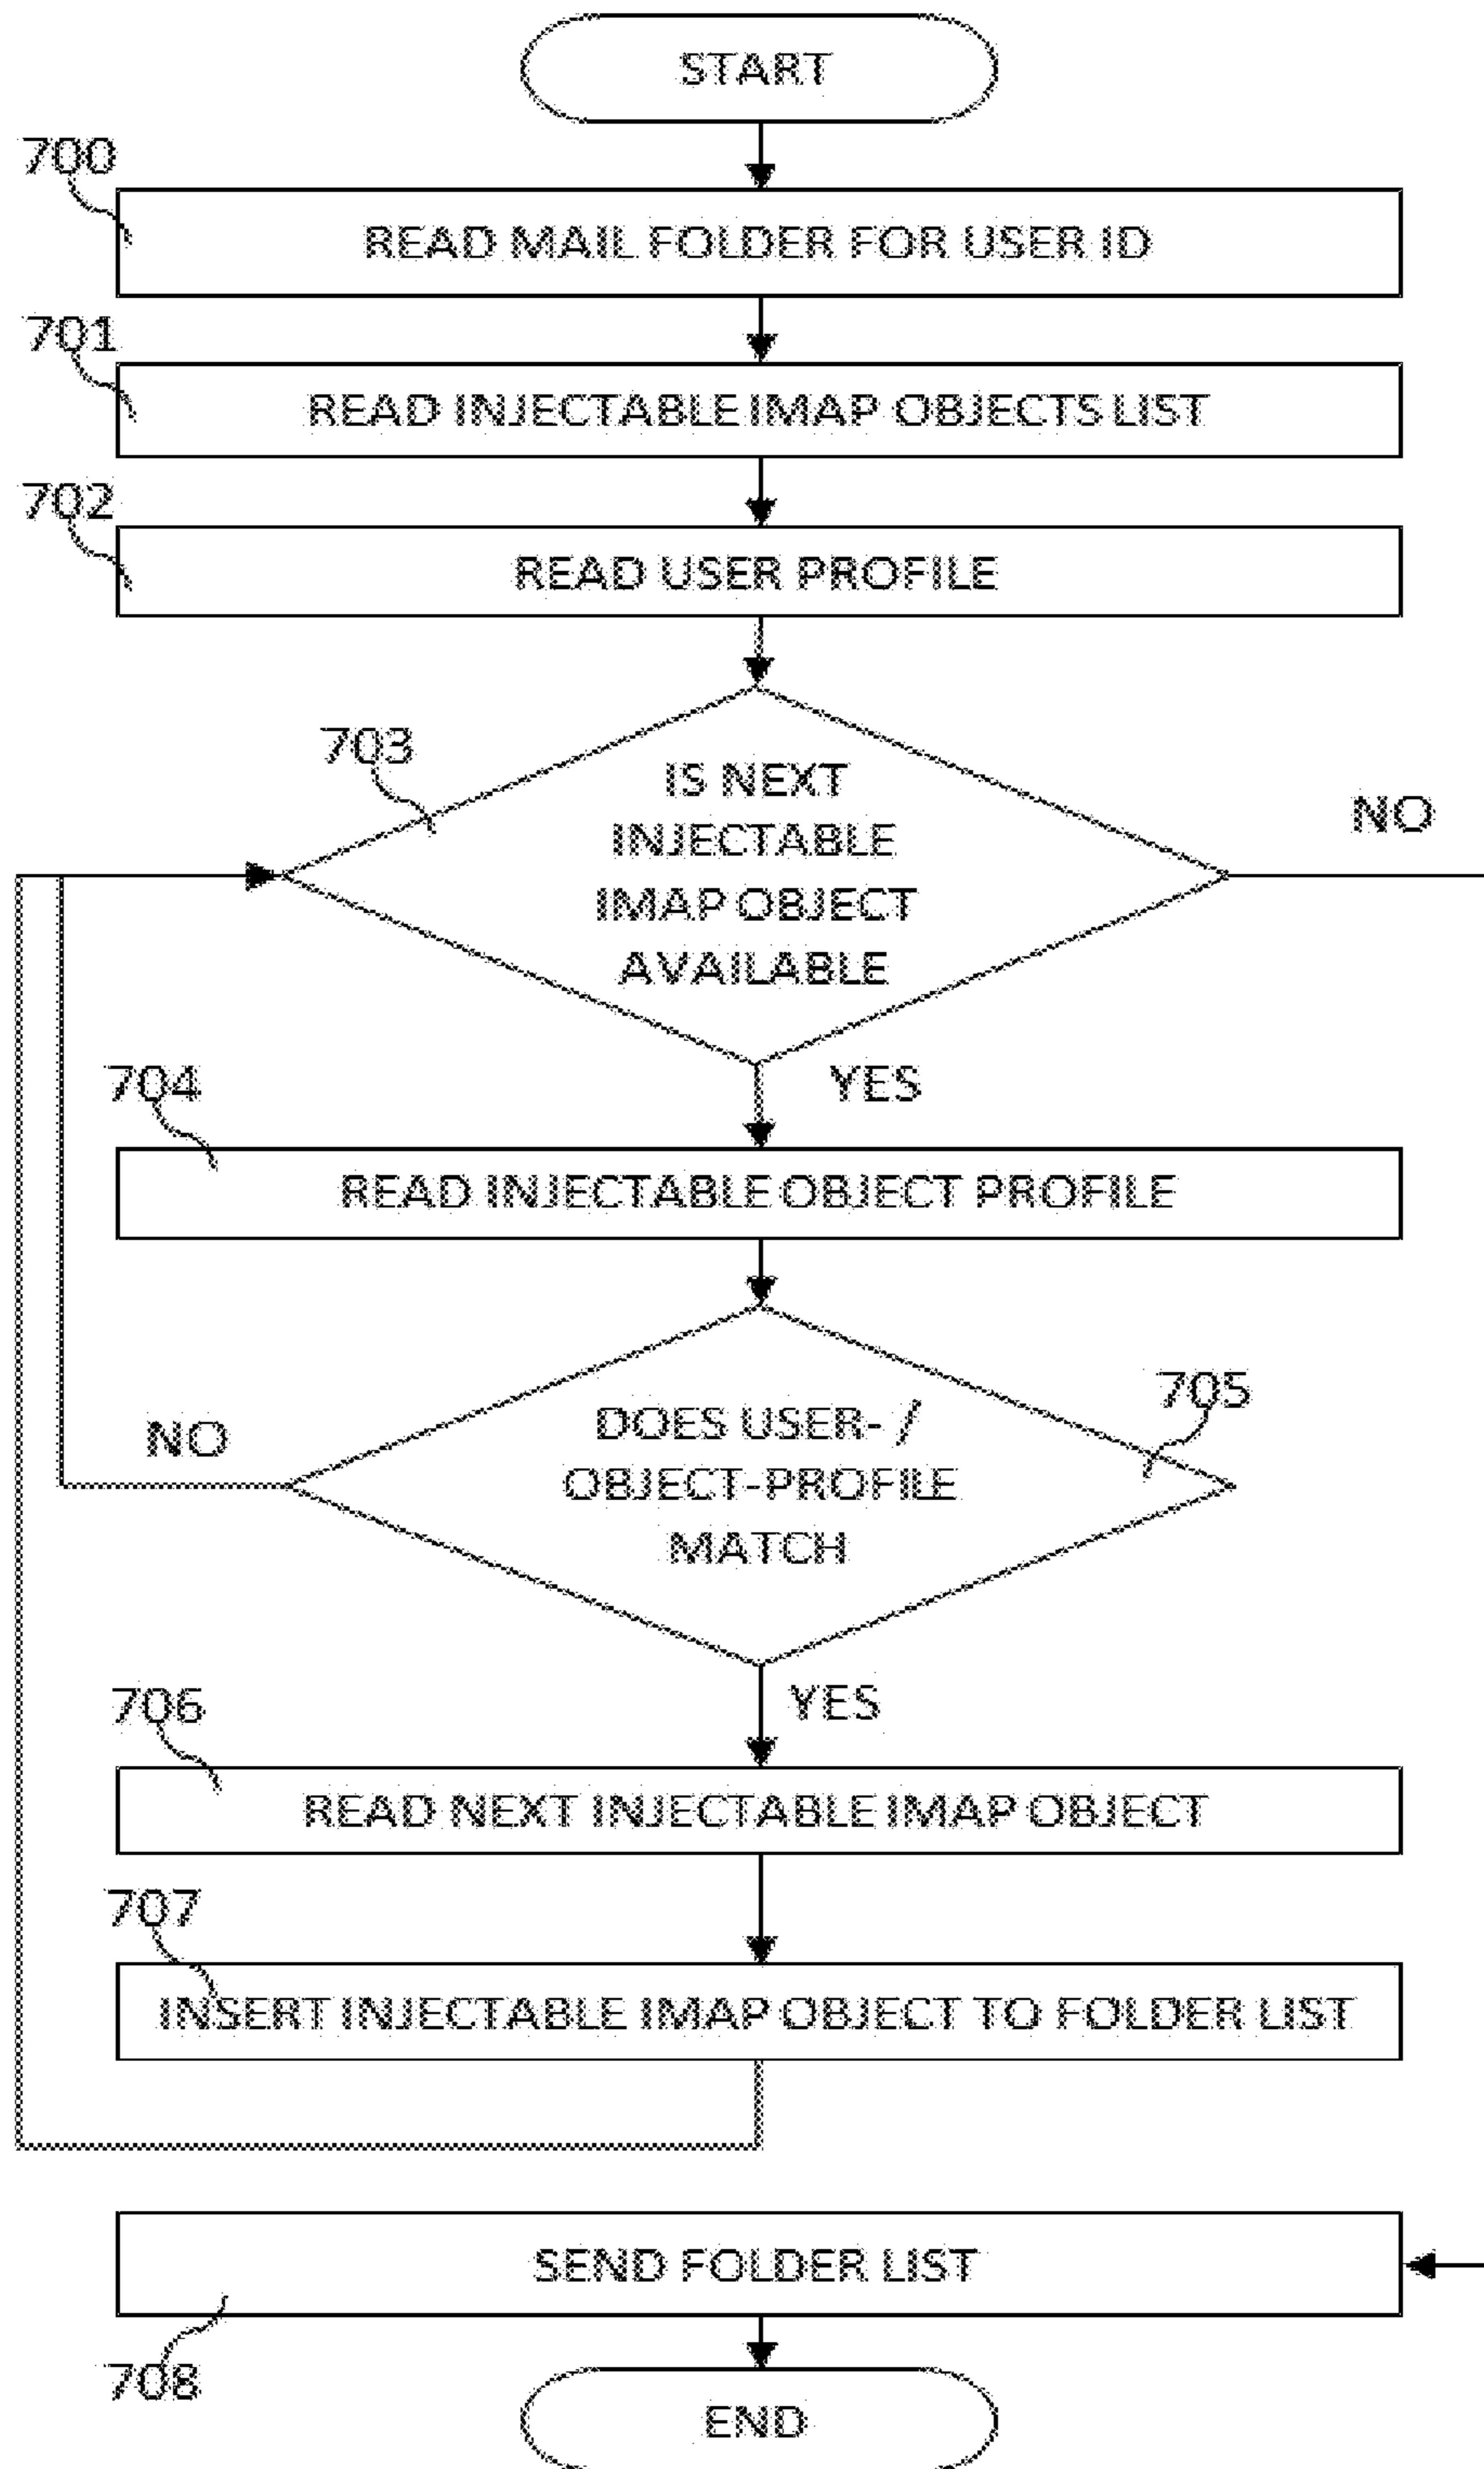 START
700
READ MAIL FOLDER FOR USER ID
701
READ INJECTABLE IMAP OBJECTS LIST
702
READ USER PROFILE
703
IS NEXT
INJECTABLE
IMAP OBJECT
AVAILABLE
NO
YES
704
READ INJECTABLE OBJECT PROFILE
705
DOES USER- /
OBJECT-PROFILE
MATCH
NO
YES
706
READ NEXT INJECTABLE IMAP OBJECT
707
INSERT INJECTABLE IMAP OBJECT TO FOLDER LIST
SEND FOLDER LIST
708
END